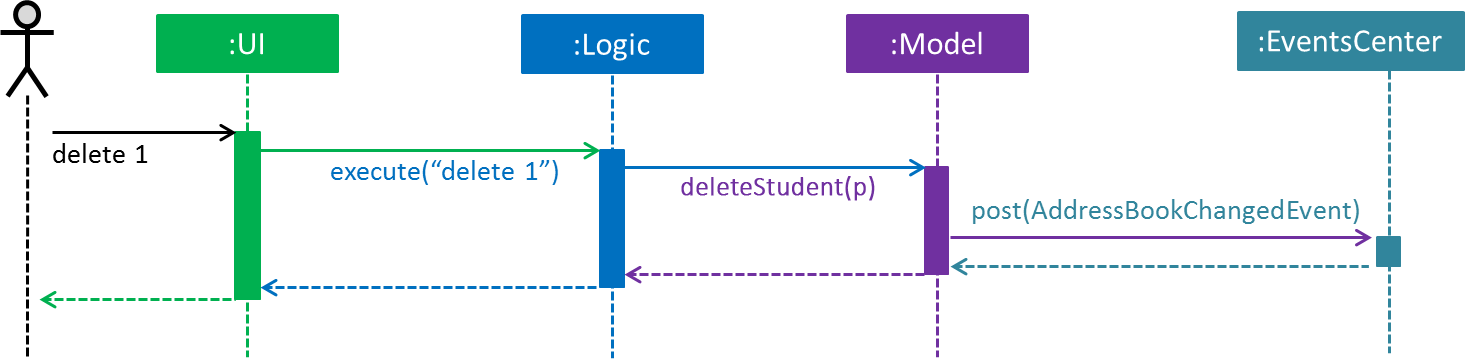 :UI
:Logic
:Model
:EventsCenter
delete 1
execute(“delete 1”)
deleteStudent(p)
post(AddressBookChangedEvent)